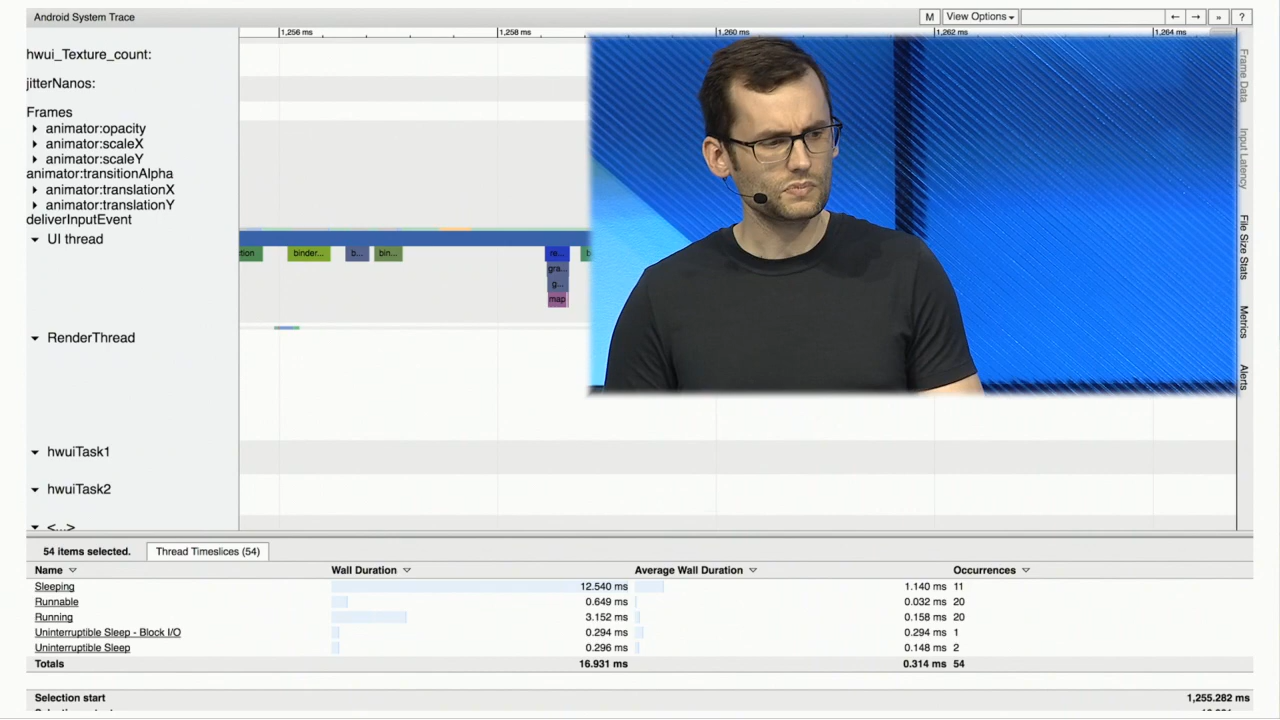 Android System Trace
M View Options ▾ ← → » ?
1,256 ms 1,258 ms 1,260 ms 1,262 ms 1,264 ms
hwui_Texture_count:
jitterNanos:
Frames
animator:opacity
animator:scaleX
animator:scaleY
animator:transitionAlpha
animator:translationX
animator:translationY
deliverInputEvent
UI thread
tion binder... b... bin... re... b
gra...
g...
map
RenderThread
hwuiTask1
hwuiTask2
<...>
Frame Data
Input Latency
File Size Stats
Metrics
Alerts
54 items selected. Thread Timeslices (54)
Name Wall Duration Average Wall Duration Occurrences
Sleeping 12.540 ms 1.140 ms 11
Runnable 0.649 ms 0.032 ms 20
Running 3.152 ms 0.158 ms 20
Uninterruptible Sleep - Block I/O 0.294 ms 0.294 ms 1
Uninterruptible Sleep 0.296 ms 0.148 ms 2
Totals 16.931 ms 0.314 ms 54
Selection start 1,255.282 ms